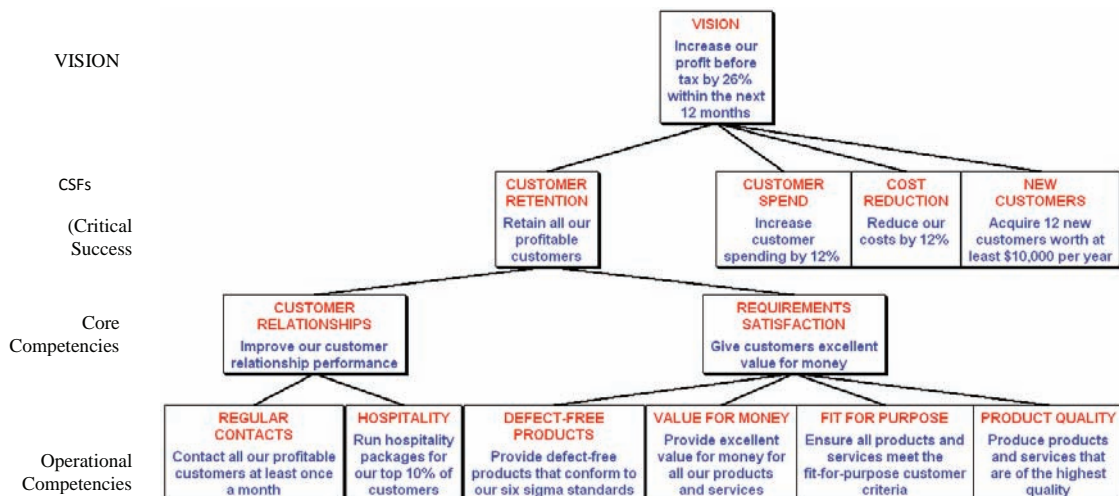 VISION
VISION
Increase our
profit before
tax by 26%
within the next
12 months
CSFs
(Critical
Success
CUSTOMER
RETENTION
Retain all our
profitable
customers
CUSTOMER
SPEND
Increase
customer
spending by 12%
COST
REDUCTION
Reduce our
costs by 12%
NEW
CUSTOMERS
Acquire 12 new
customers worth at
least $10,000 per year
Core
Competencies
CUSTOMER
RELATIONSHIPS
Improve our customer
relationship performance
REQUIREMENTS
SATISFACTION
Give customers excellent
value for money
Operational
Competencies
REGULAR
CONTACTS
Contact all our profitable
customers at least once
a month
HOSPITALITY
Run hospitality
packages for
our top 10% of
customers
DEFECT-FREE
PRODUCTS
Provide defect-free
products that conform to
our six sigma standards
VALUE FOR MONEY
Provide excellent
value for money for
all our products
and services
FIT FOR PURPOSE
Ensure all products and
services meet the
fit-for-purpose customer
criteria
PRODUCT QUALITY
Produce products
and services that
are of the highest
quality